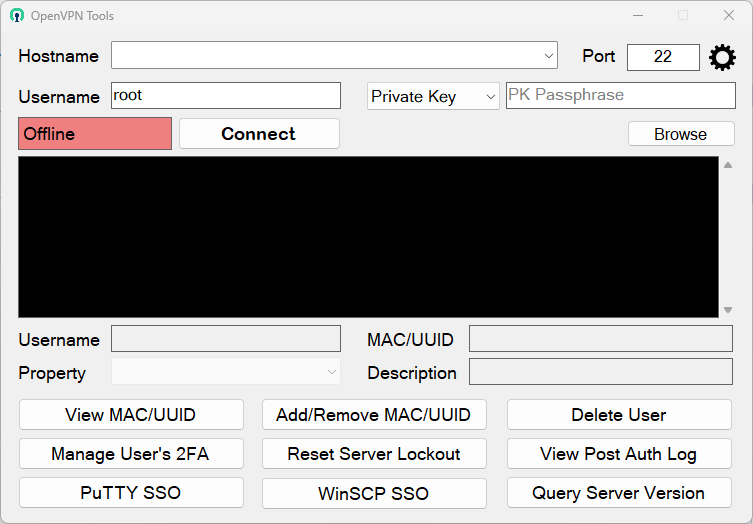 OpenVPN Tools
Hostname Port 22
Username root Private Key PK Passphrase
Offline Connect Browse
Username MAC/UUID
Property Description
View MAC/UUID Add/Remove MAC/UUID Delete User
Manage User's 2FA Reset Server Lockout View Post Auth Log
PuTTY SSO WinSCP SSO Query Server Version